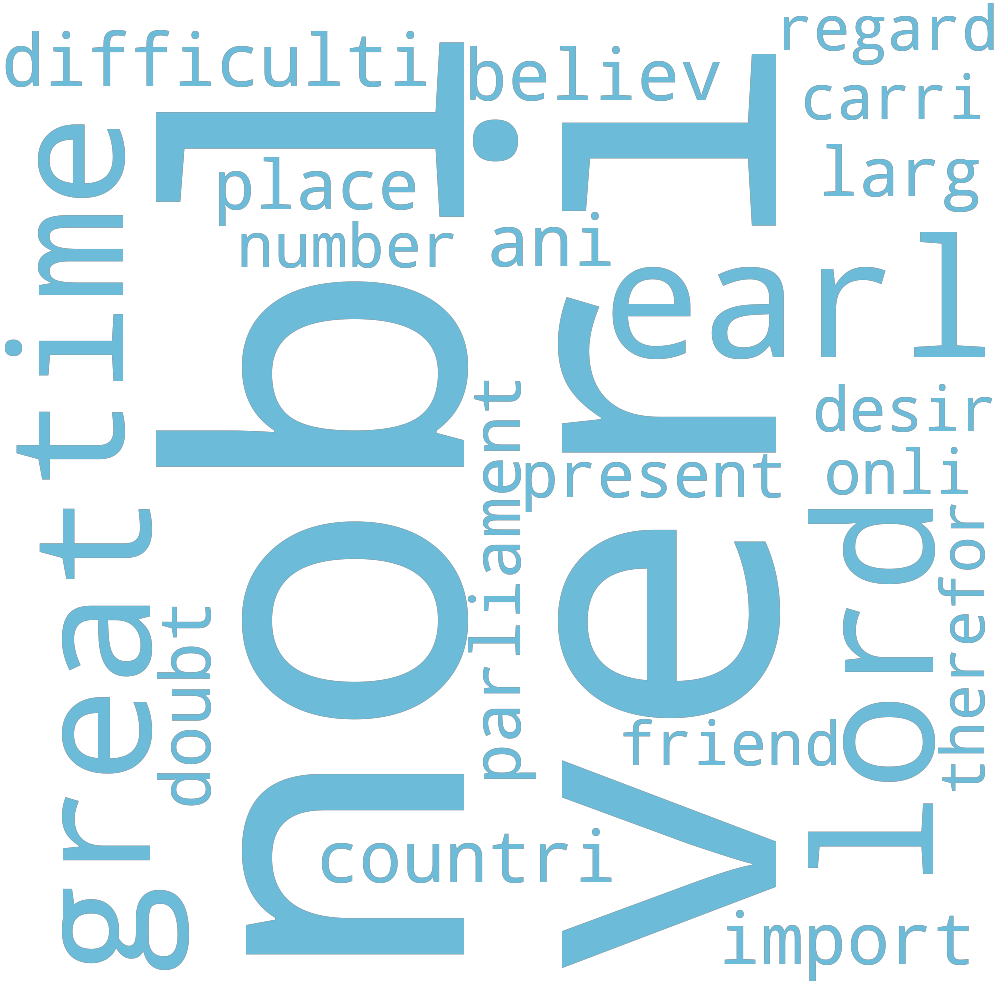 difficulti
believ
regard
carri
larg
place
number
ani
time
nobl
veri
earl
desir
onli
present
parliament
great
doubt
lord
therefor
friend
countri
import